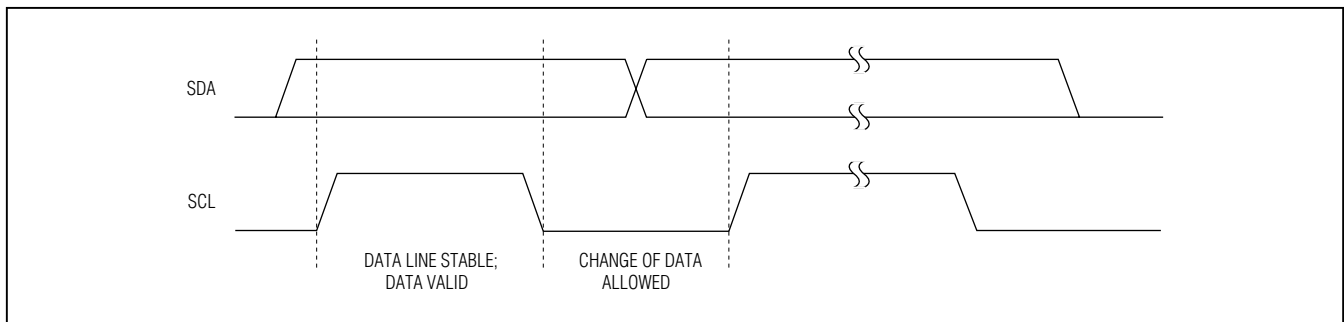 SDA
SCL
DATA LINE STABLE;
DATA VALID
CHANGE OF DATA
ALLOWED